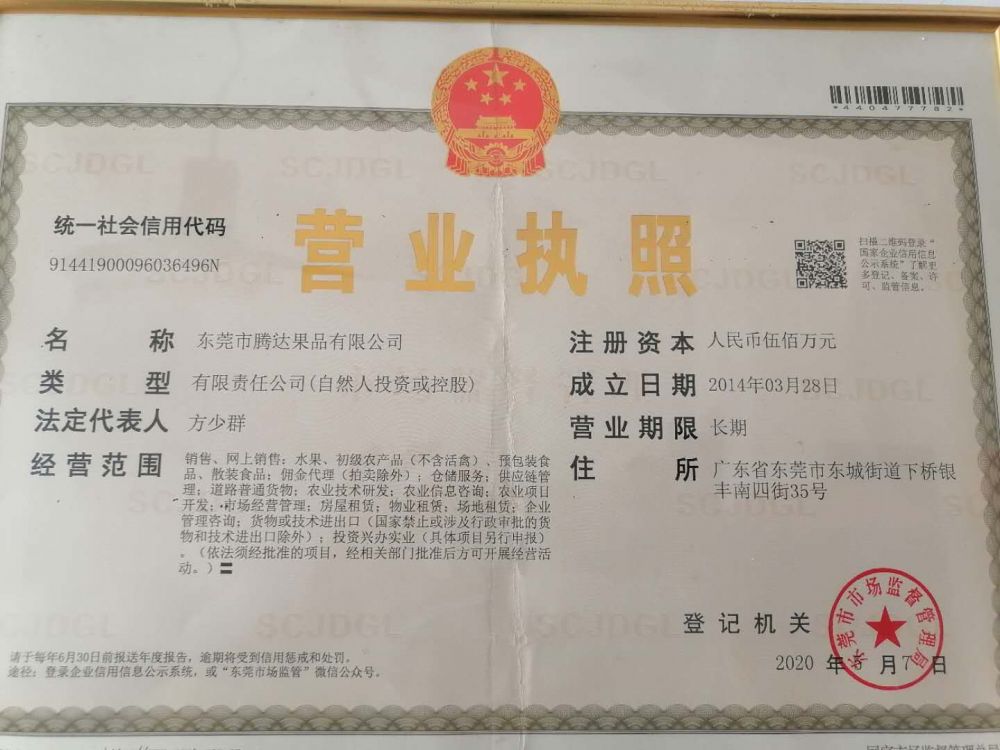 *440477782*
统一社会信用代码
91441900096036496N
营业执照
扫描二维码登录“
国家企业信用信息
公示系统”了解更
多登记、备案、许
可、监管信息。
名称 东莞市腾达果品有限公司
类型 有限责任公司(自然人投资或控股)
法定代表人 方少群
经营范围 销售、网上销售：水果、初级农产品（不含活禽）、预包装食
品、散装食品；佣金代理（拍卖除外）；仓储服务；供应链管
理；道路普通货物；农业技术研发；农业信息咨询；农业项目
开发；市场经营管理；房屋租赁；物业租赁；场地租赁；企业
管理咨询；货物或技术进出口（国家禁止或涉及行政审批的货
物和技术进出口除外）；投资兴办实业（具体项目另行申报）
。（依法须经批准的项目，经相关部门批准后方可开展经营活
动。）〓
注册资本 人民币伍佰万元
成立日期 2014年03月28日
营业期限 长期
住所 广东省东莞市东城街道下桥银
丰南四街35号
登记机关
东莞市市场监督管理局
2020 年 5 月 7 日
请于每年6月30日前报送年度报告，逾期将受到信用惩戒和处罚。
途径：登录企业信用信息公示系统，或“东莞市场监管”微信公众号。
SCJDGL